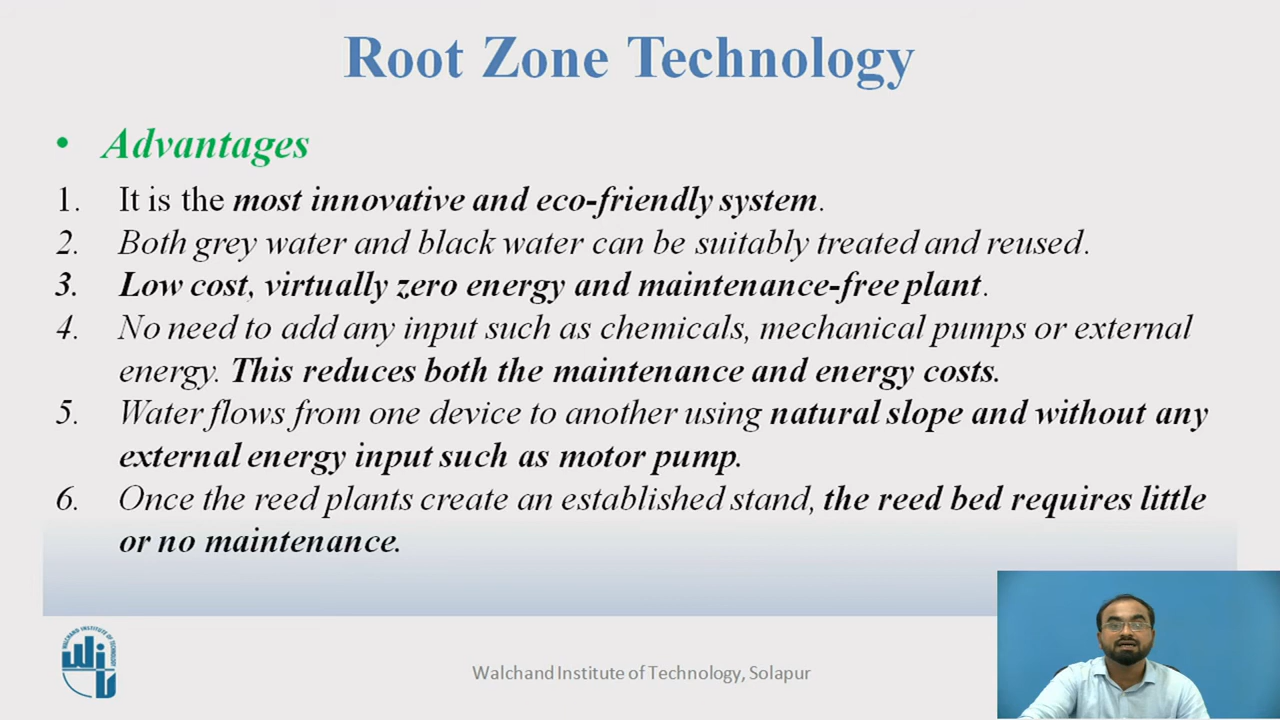 Root Zone Technology
• Advantages
1. It is the most innovative and eco-friendly system.
2. Both grey water and black water can be suitably treated and reused.
3. Low cost, virtually zero energy and maintenance-free plant.
4. No need to add any input such as chemicals, mechanical pumps or external
energy. This reduces both the maintenance and energy costs.
5. Water flows from one device to another using natural slope and without any
external energy input such as motor pump.
6. Once the reed plants create an established stand, the reed bed requires little
or no maintenance.
WALCHAND INSTITUTE OF TECHNOLOGY
WIT
Walchand Institute of Technology, Solapur